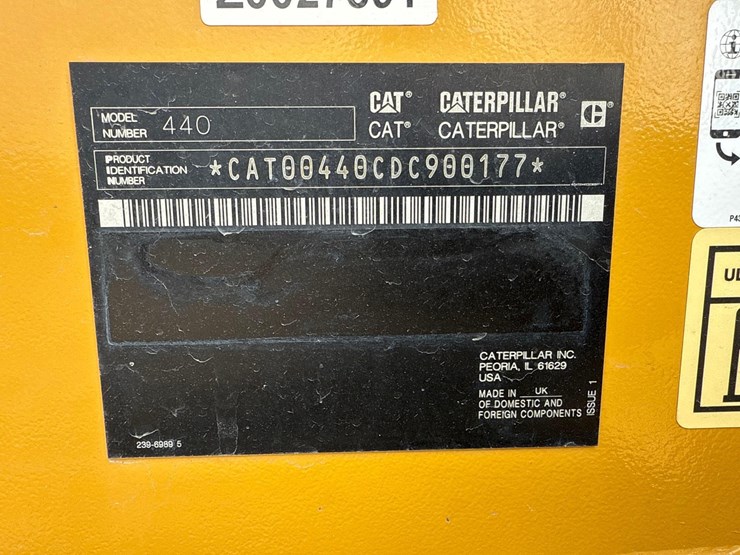 CAT® CATERPILLAR®
CAT® CATERPILLAR®
MODEL NUMBER 440
PRODUCT IDENTIFICATION NUMBER *CAT00440CDC900177*
CATERPILLAR INC.
PEORIA, IL 61629
USA
MADE IN UK
OF DOMESTIC AND
FOREIGN COMPONENTS
ISSUE 1
239-6989 5